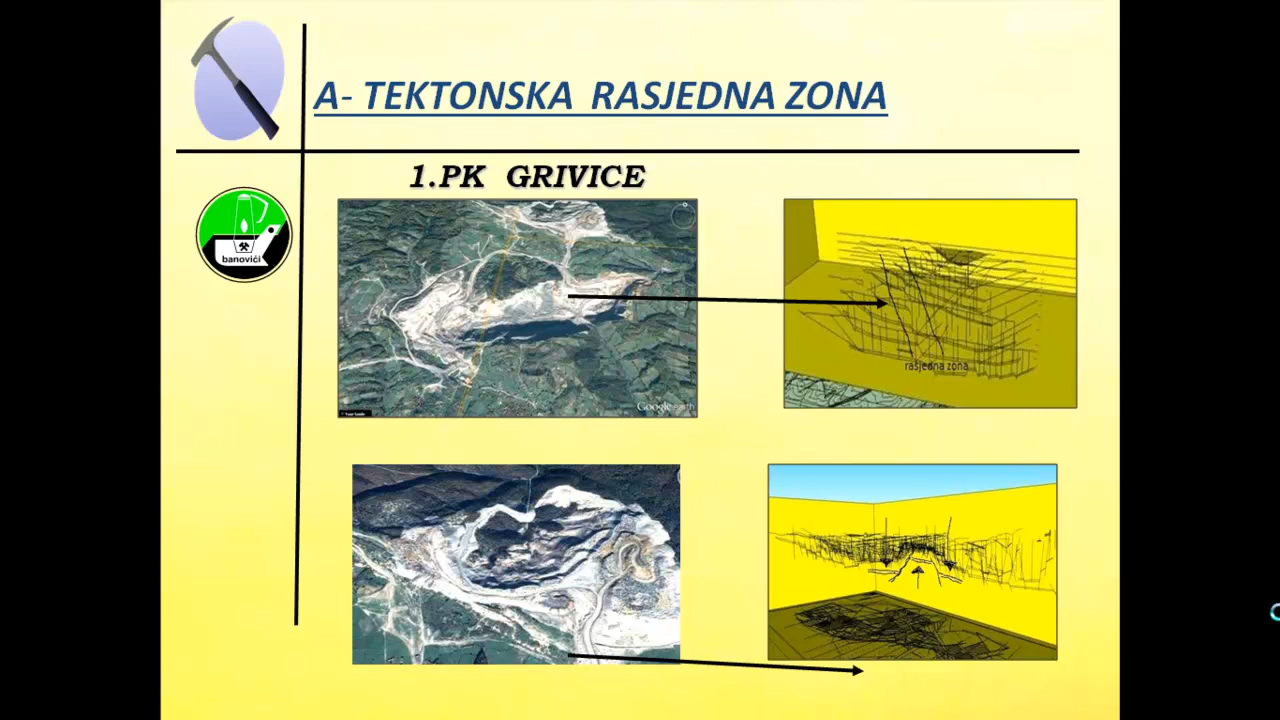 A- TEKTONSKA RASJEDNA ZONA
1.PK GRIVICE
banovići
Google earth
rasjedna zona